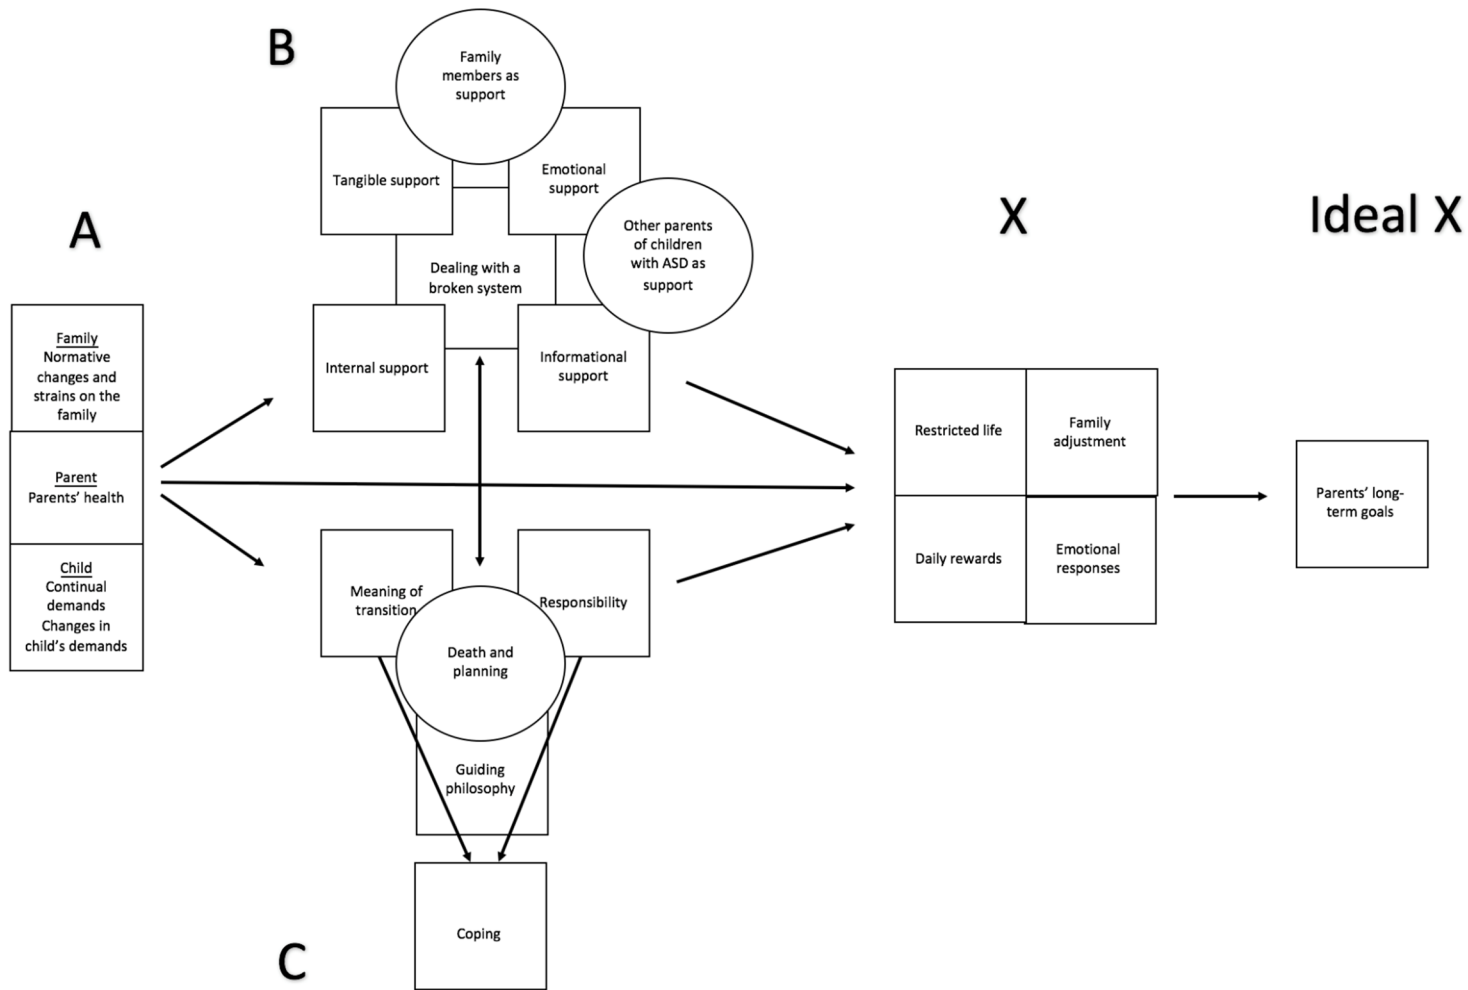 B
Family
members as
support
Tangible support
Emotional
support
Other parents
of children
with ASD as
support
Dealing with a
broken system
Internal support
Informational
support
A
Family
Normative
changes and
strains on the
family
Parent
Parents' health
Child
Continual
demands
Changes in
child's demands
Meaning of
transition
Responsibility
Death and
planning
Guiding
philosophy
Coping
C
X
Restricted life
Family
adjustment
Daily rewards
Emotional
responses
Ideal X
Parents' long-
term goals